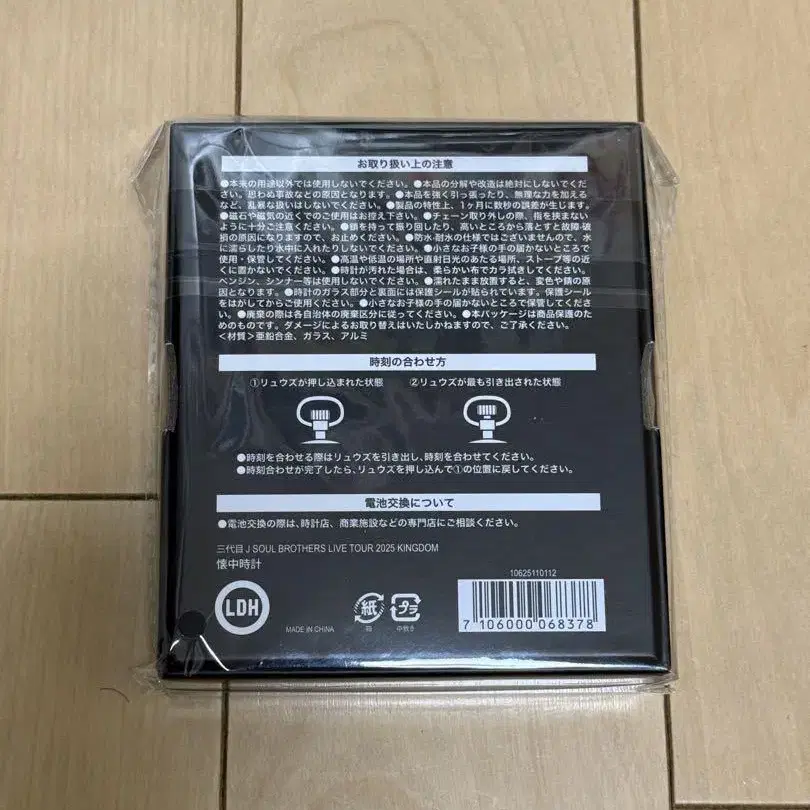 お取り扱い上の注意
●本来の用途以外では使用しないでください。●本品の分解や改造は絶対にしないでくだ
さい。思わぬ事故などの原因となります。●本品を強く引っ張ったり、無理な力を加える
など、乱暴な扱いはしないでください。●製品の特性上、1ヶ月に数秒の誤差が生じます。
●磁石や磁気の近くでのご使用はお控え下さい。●チェーン取り外しの際、指を挟まない
ように十分ご注意ください。●鎖を持って振り回したり、高いところから落とすと故障・破
損の原因になりますので、お止めください。●防水・耐水の仕様ではございませんので、水
に濡らしたり水中に入れたりしないでください。●小さなお子様の手の届かないところで
使用・保管してください。●高温や低温の場所や直射日光のあたる場所、ストーブ等の近
くに置かないでください。●時計が汚れた場合は、柔らかい布でカラ拭きしてください。
ベンジン、シンナー等は使用しないでください。●濡れたまま放置すると、変色や錆の原
因となります。●時計のガラス部分と裏面には保護シールが貼られています。保護シール
をはがしてからご使用ください。●小さなお子様の手の届かないところで保管してくださ
い。●廃棄の際は各自治体の廃棄区分に従ってください。●本パッケージは商品保護のた
めのものです。ダメージによるお取り替えはいたしかねますので、ご了承ください。
＜材質＞亜鉛合金、ガラス、アルミ
時刻の合わせ方
①リュウズが押し込まれた状態 ②リュウズが最も引き出された状態
●時刻を合わせる際はリュウズを引き出し、時刻を合わせてください。
●時刻合わせが完了したら、リュウズを押し込んで①の位置に戻してください。
電池交換について
●電池交換の際は、時計店、商業施設などの専門店にご相談ください。
三代目 J SOUL BROTHERS LIVE TOUR 2025 KINGDOM
懐中時計
10625110112
LDH
MADE IN CHINA
紙
箱
プラ
中敷き
7 106000 068378